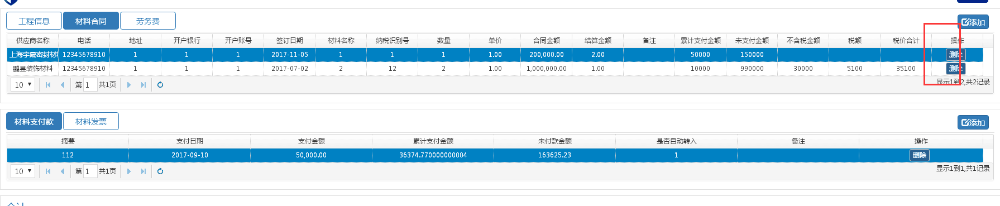 工程信息 材料合同 劳务费 添加
供应商名称 电话 地址 开户银行 开户账号 签订日期 材料名称 纳税识别号 数量 单价 合同金额 结算金额 备注 累计支付金额 未支付金额 不含税金额 税额 税价合计 操作
上海宇晟密封材料 12345678910 1 1 1 2017-11-05 1 1 1 1.00 200,000.00 2.00 50000 150000 删除
鹏昱装饰材料 12345678910 1 1 1 2017-07-02 2 12 2 1.00 1,000,000.00 1.00 10000 990000 30000 5100 35100 删除
10 第 1 共1页 显示1到2,共2记录
材料支付款 材料发票 添加
摘要 支付日期 支付金额 累计支付金额 未付款金额 是否自动转入 备注 操作
112 2017-09-10 50,000.00 36374.770000000004 163625.23 1 删除
10 第 1 共1页 显示1到1,共1记录